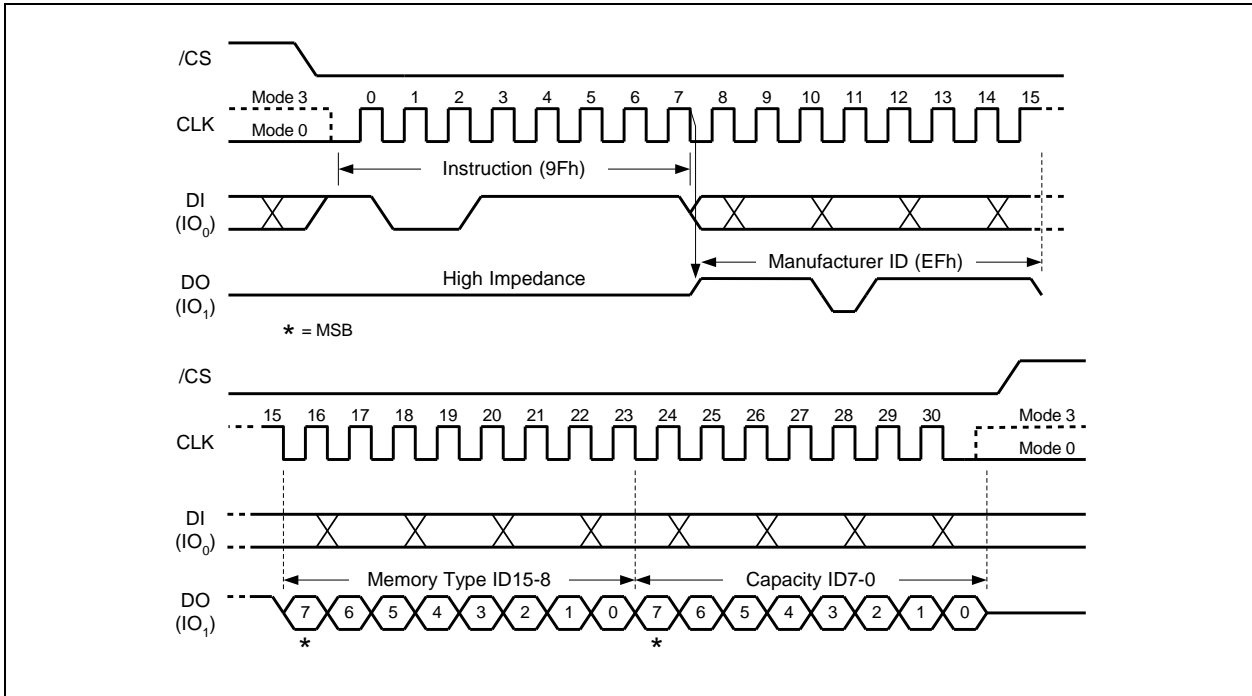 /CS
Mode 3 0 1 2 3 4 5 6 7 8 9 10 11 12 13 14 15
CLK
Mode 0
Instruction (9Fh)
DI
(IO0)
Manufacturer ID (EFh)
High Impedance
DO
(IO1)
* = MSB
/CS
15 16 17 18 19 20 21 22 23 24 25 26 27 28 29 30 Mode 3
CLK
Mode 0
DI
(IO0)
Memory Type ID15-8 Capacity ID7-0
DO 7 6 5 4 3 2 1 0 7 6 5 4 3 2 1 0
(IO1)
* *